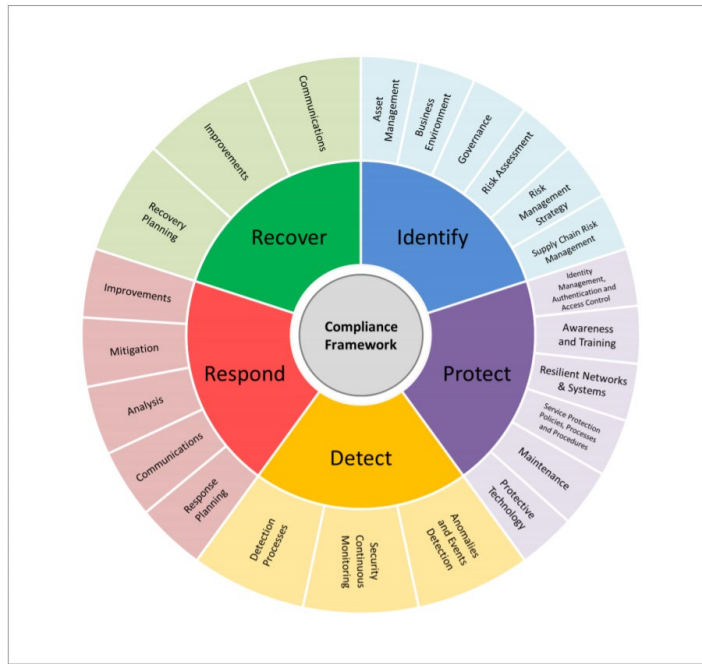 Compliance
Framework
Identify
Asset
Management
Business
Environment
Governance
Risk Assessment
Risk
Management
Strategy
Supply Chain Risk
Management
Protect
Identity
Management,
Authentication and
Access Control
Awareness
and Training
Resilient Networks
& Systems
Service Protection
Policies, Processes
and Procedures
Maintenance
Protective
Technology
Detect
Anomalies
and Events
Detection
Security
Continuous
Monitoring
Detection
Processes
Respond
Response
Planning
Communications
Analysis
Mitigation
Improvements
Recover
Recovery
Planning
Improvements
Communications